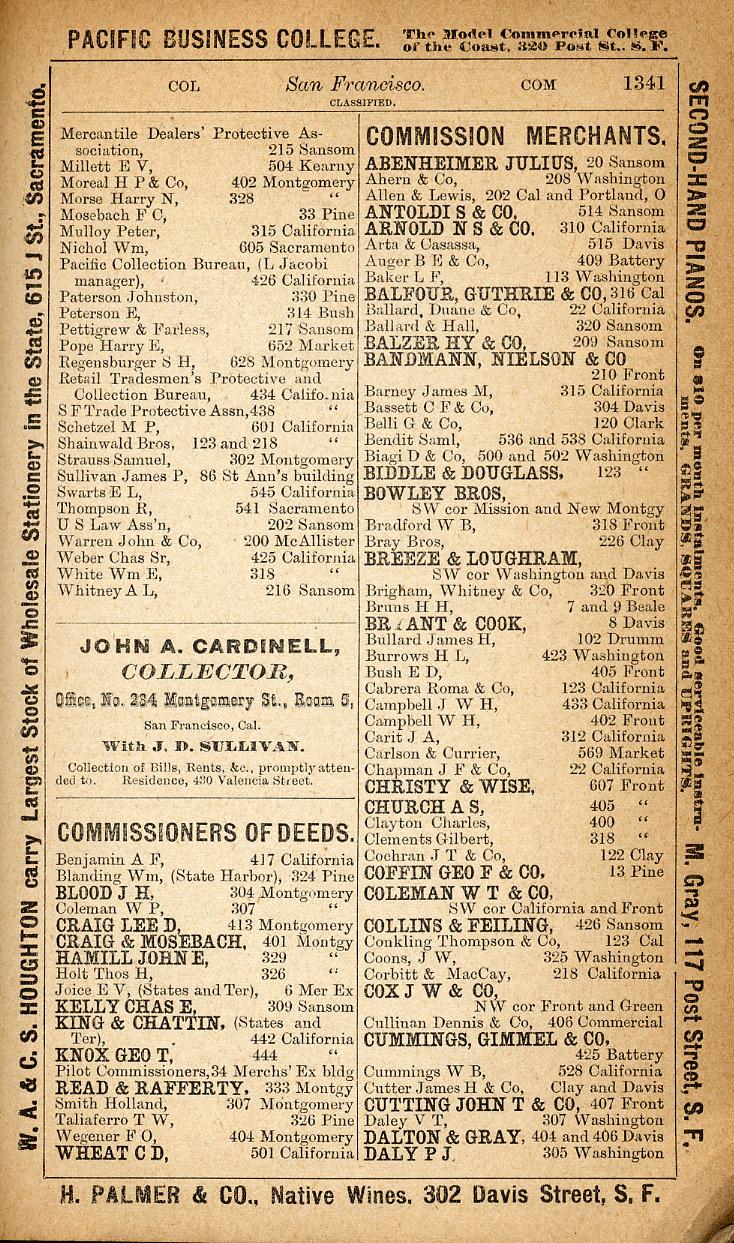 PACIFIC BUSINESS COLLEGE. The Model Commercial College
of the Coast, 320 Post St., S. F.
COL San Francisco. COM 1341
CLASSIFIED.
Mercantile Dealers' Protective As-
sociation, 215 Sansom
Millett E V, 504 Kearny
Moreal H P & Co, 402 Montgomery
Morse Harry N, 328 "
Mosebach F C, 33 Pine
Mulloy Peter, 315 California
Nichol Wm, 605 Sacramento
Pacific Collection Bureau, (L Jacobi
manager), 426 California
Paterson Johnston, 330 Pine
Peterson E, 314 Bush
Pettigrew & Farless, 217 Sansom
Pope Harry E, 652 Market
Regensburger S H, 628 Montgomery
Retail Tradesmen's Protective and
Collection Bureau, 434 Califo.nia
S F Trade Protective Assn, 438 "
Schetzel M P, 601 California
Shainwald Bros, 123 and 218 "
Strauss Samuel, 302 Montgomery
Sullivan James P, 86 St Ann's building
Swarts E L, 545 California
Thompson R, 541 Sacramento
U S Law Ass'n, 202 Sansom
Warren John & Co, 200 McAllister
Weber Chas Sr, 425 California
White Wm E, 318 "
Whitney A L, 216 Sansom
JOHN A. CARDINELL,
COLLECTOR,
Office, No. 234 Montgomery St., Room 5,
San Francisco, Cal.
With J. D. SULLIVAN.
Collection of Bills, Rents, &c., promptly atten-
ded to. Residence, 430 Valencia Street.
COMMISSIONERS OF DEEDS.
Benjamin A F, 417 California
Blanding Wm, (State Harbor), 324 Pine
BLOOD J H, 304 Montgomery
Coleman W P, 307 "
CRAIG LEE D, 413 Montgomery
CRAIG & MOSEBACH, 401 Montgy
HAMILL JOHN E, 329 "
Holt Thos H, 326 "
Joice E V, (States and Ter), 6 Mer Ex
KELLY CHAS E, 309 Sansom
KING & CHATTIN, (States and
Ter), 442 California
KNOX GEO T, 444 "
Pilot Commissioners, 34 Merchs' Ex bldg
READ & RAFFERTY, 333 Montgy
Smith Holland, 307 Montgomery
Taliaferro T W, 326 Pine
Wegener F O, 404 Montgomery
WHEAT C D, 501 California
COMMISSION MERCHANTS.
ABENHEIMER JULIUS, 20 Sansom
Ahern & Co, 208 Washington
Allen & Lewis, 202 Cal and Portland, O
ANTOLDI S & CO, 514 Sansom
ARNOLD N S & CO, 310 California
Arta & Casassa, 515 Davis
Auger B E & Co, 409 Battery
Baker L F, 113 Washington
BALFOUR, GUTHRIE & CO, 316 Cal
Ballard, Duane & Co, 22 California
Ballard & Hall, 320 Sansom
BALZER HY & CO, 209 Sansom
BANDMANN, NIELSON & CO
210 Front
Barney James M, 315 California
Bassett C F & Co, 304 Davis
Belli G & Co, 120 Clark
Bendit Saml, 536 and 538 California
Biagi D & Co, 500 and 502 Washington
BIDDLE & DOUGLASS, 123 "
BOWLEY BROS,
SW cor Mission and New Montgy
Bradford W B, 318 Front
Bray Bros, 226 Clay
BREEZE & LOUGHRAM,
SW cor Washington and Davis
Brigham, Whitney & Co, 320 Front
Bruns H H, 7 and 9 Beale
BR ANT & COOK, 8 Davis
Bullard James H, 102 Drumm
Burrows H L, 423 Washington
Bush E D, 405 Front
Cabrera Roma & Co, 123 California
Campbell J W H, 433 California
Campbell W H, 402 Front
Carit J A, 312 California
Carlson & Currier, 569 Market
Chapman J F & Co, 22 California
CHRISTY & WISE, 607 Front
CHURCH A S, 405 "
Clayton Charles, 400 "
Clements Gilbert, 318 "
Cochran J T & Co, 122 Clay
COFFIN GEO F & CO, 13 Pine
COLEMAN W T & CO,
SW cor California and Front
COLLINS & FEILING, 426 Sansom
Conkling Thompson & Co, 123 Cal
Coons, J W, 325 Washington
Corbitt & MacCay, 218 California
COX J W & CO,
NW cor Front and Green
Cullinan Dennis & Co, 406 Commercial
CUMMINGS, GIMMEL & CO,
425 Battery
Cummings W B, 528 California
Cutter James H & Co, Clay and Davis
CUTTING JOHN T & CO, 407 Front
Daley V T, 307 Washington
DALTON & GRAY, 404 and 406 Davis
DALY P J, 305 Washington
W. A. & C. S. HOUGHTON carry Largest Stock of Wholesale Stationery in the State, 615 J St., Sacramento.
SECOND-HAND PIANOS. On $10 per month instalments. Good serviceable instru-
ments, GRANDS, SQUARES and UPRIGHTS. M. Gray, 117 Post Street, S. F.
H. PALMER & CO., Native Wines. 302 Davis Street, S. F.